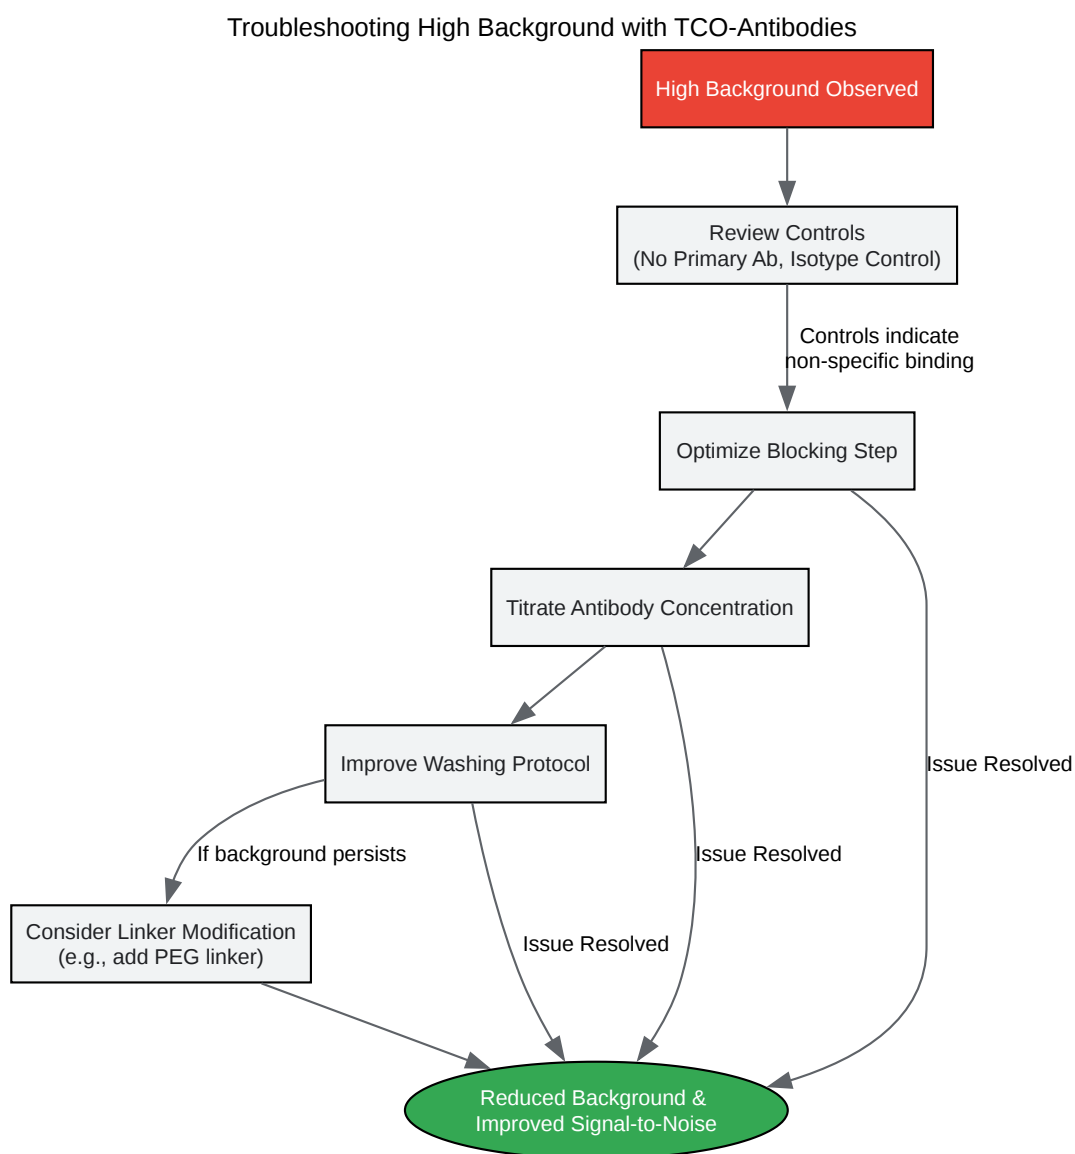 Troubleshooting High Background with TCO-Antibodies
High Background Observed
Review Controls
(No Primary Ab, Isotype Control)
Controls indicate
non-specific binding
Optimize Blocking Step
Titrate Antibody Concentration
Improve Washing Protocol
Issue Resolved
If background persists
Issue Resolved
Consider Linker Modification
(e.g., add PEG linker)
Issue Resolved
Reduced Background &
Improved Signal-to-Noise